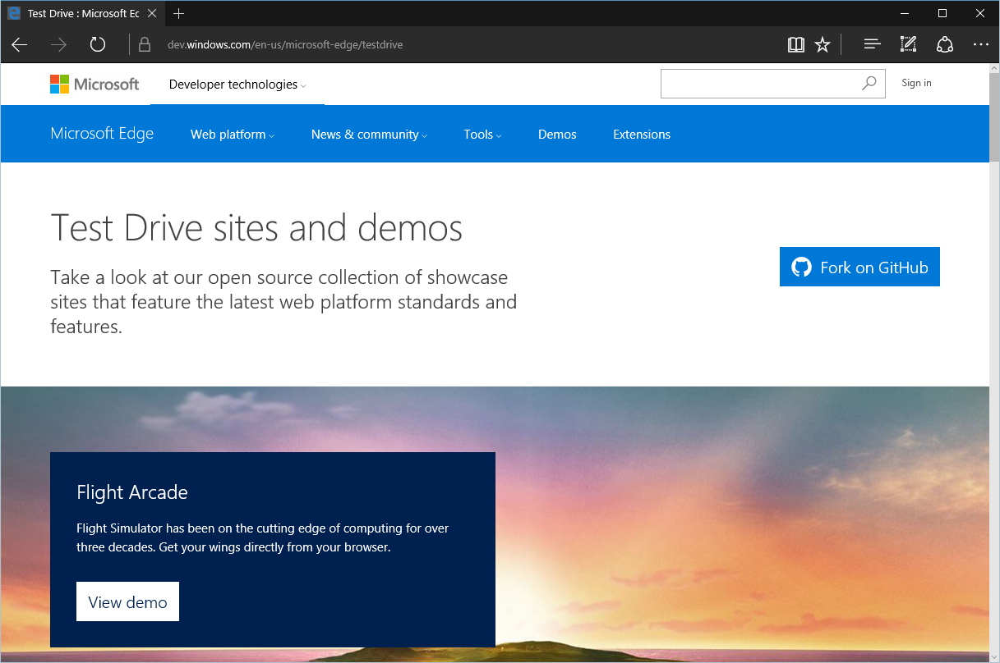 Test Drive : Microsoft Ec
dev.windows.com/en-us/microsoft-edge/testdrive
Microsoft
Developer technologies
Sign in
Microsoft Edge
Web platform
News & community
Tools
Demos
Extensions
Test Drive sites and demos
Take a look at our open source collection of showcase
sites that feature the latest web platform standards and
features.
Fork on GitHub
Flight Arcade
Flight Simulator has been on the cutting edge of computing for over
three decades. Get your wings directly from your browser.
View demo